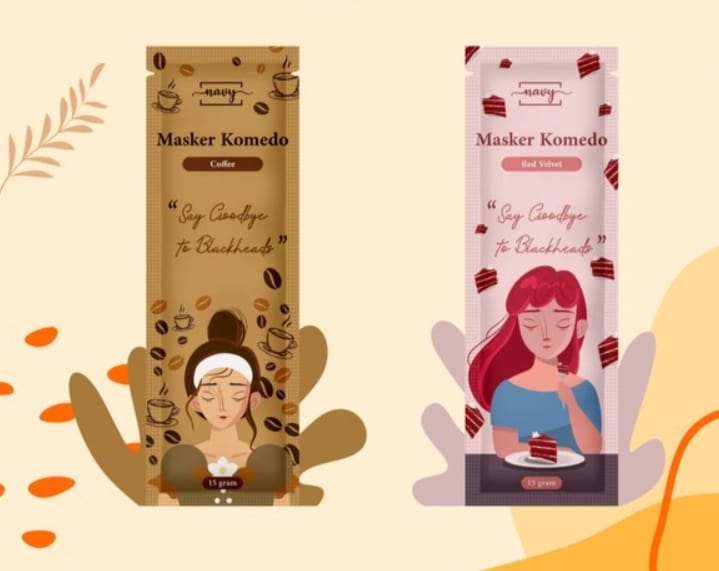 navy
Masker Komedo
Coffee
“Say Goodbye
to Blackheads”
15 gram
navy
Masker Komedo
Red Velvet
“Say Goodbye
to Blackheads”
15 gram